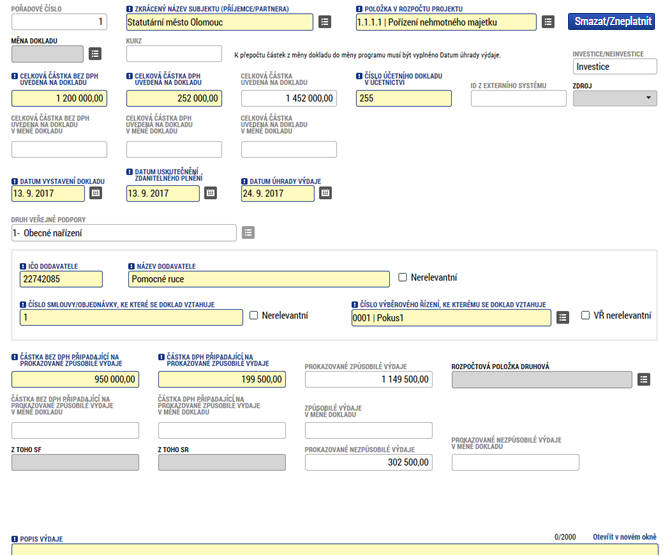 POŘADOVÉ ČÍSLO
1
ZKRÁCENÝ NÁZEV SUBJEKTU (PŘÍJEMCE/PARTNERA)
Statutární město Olomouc
POLOŽKA V ROZPOČTU PROJEKTU
1.1.1.1 | Pořízení nehmotného majetku
Smazat/Zneplatnit
MĚNA DOKLADU
KURZ
K přepočtu částek z měny dokladu do měny programu musí být vyplněno Datum úhrady výdaje.
INVESTICE/NEINVESTICE
Investice
CELKOVÁ ČÁSTKA BEZ DPH
UVEDENÁ NA DOKLADU
1 200 000,00
CELKOVÁ ČÁSTKA DPH
UVEDENÁ NA DOKLADU
252 000,00
CELKOVÁ ČÁSTKA
UVEDENÁ NA DOKLADU
1 452 000,00
ČÍSLO ÚČETNÍHO DOKLADU
V ÚČETNICTVÍ
255
ID Z EXTERNÍHO SYSTÉMU
ZDROJ
CELKOVÁ ČÁSTKA BEZ DPH
UVEDENÁ NA DOKLADU
V MĚNĚ DOKLADU
CELKOVÁ ČÁSTKA DPH
UVEDENÁ NA DOKLADU
V MĚNĚ DOKLADU
CELKOVÁ ČÁSTKA
UVEDENÁ NA DOKLADU
V MĚNĚ DOKLADU
DATUM VYSTAVENÍ DOKLADU
13. 9. 2017
DATUM USKUTEČNĚNÍ
ZDANITELNÉHO PLNĚNÍ
13. 9. 2017
DATUM ÚHRADY VÝDAJE
24. 9. 2017
DRUH VEŘEJNÉ PODPORY
1- Obecné nařízení
IČO DODAVATELE
22742085
NÁZEV DODAVATELE
Pomocné ruce
Nerelevantní
ČÍSLO SMLOUVY/OBJEDNÁVKY, KE KTERÉ SE DOKLAD VZTAHUJE
1
Nerelevantní
ČÍSLO VÝBĚROVÉHO ŘÍZENÍ, KE KTERÉMU SE DOKLAD VZTAHUJE
0001 | Pokus1
VŘ nerelevantní
ČÁSTKA BEZ DPH PŘIPADAJÍCÍ NA
PROKAZOVANÉ ZPŮSOBILÉ VÝDAJE
950 000,00
ČÁSTKA DPH PŘIPADAJÍCÍ NA
PROKAZOVANÉ ZPŮSOBILÉ VÝDAJE
199 500,00
PROKAZOVANÉ ZPŮSOBILÉ VÝDAJE
1 149 500,00
ROZPOČTOVÁ POLOŽKA DRUHOVÁ
ČÁSTKA BEZ DPH PŘIPADAJÍCÍ NA
PROKAZOVANÉ ZPŮSOBILÉ VÝDAJE
V MĚNĚ DOKLADU
ČÁSTKA DPH PŘIPADAJÍCÍ NA
PROKAZOVANÉ ZPŮSOBILÉ VÝDAJE
V MĚNĚ DOKLADU
ZPŮSOBILÉ VÝDAJE
V MĚNĚ DOKLADU
Z TOHO SF
Z TOHO SR
PROKAZOVANÉ NEZPŮSOBILÉ VÝDAJE
302 500,00
PROKAZOVANÉ NEZPŮSOBILÉ VÝDAJE
V MĚNĚ DOKLADU
POPIS VÝDAJE
0/2000
Otevřít v novém okně